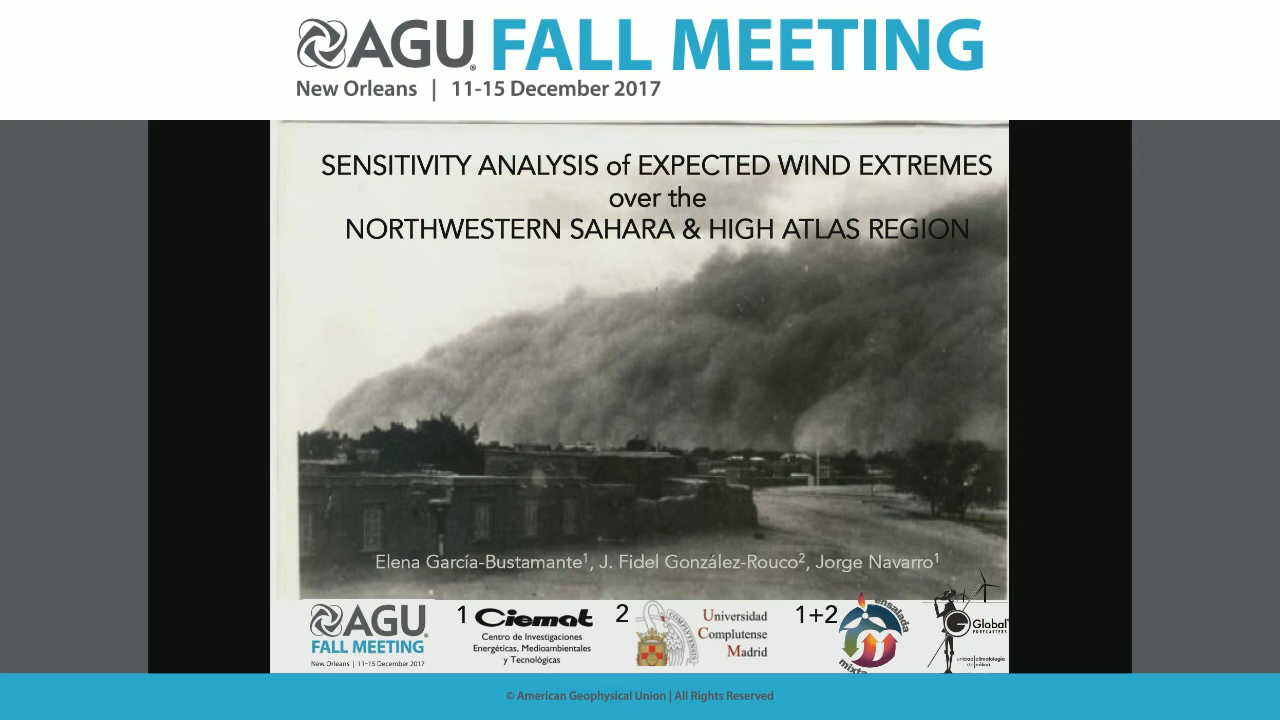 AGU FALL MEETING
New Orleans | 11-15 December 2017
SENSITIVITY ANALYSIS of EXPECTED WIND EXTREMES
over the
NORTHWESTERN SAHARA & HIGH ATLAS REGION
Elena García-Bustamante¹, J. Fidel González-Rouco², Jorge Navarro¹
AGU
FALL MEETING
New Orleans | 11-15 December 2017
1 Ciemat
Centro de Investigaciones
Energéticas, Medioambientales
y Tecnológicas
2
Universidad
Complutense
Madrid
1+2
ensalada
mixta
Global
FORECASTERS
© American Geophysical Union | All Rights Reserved